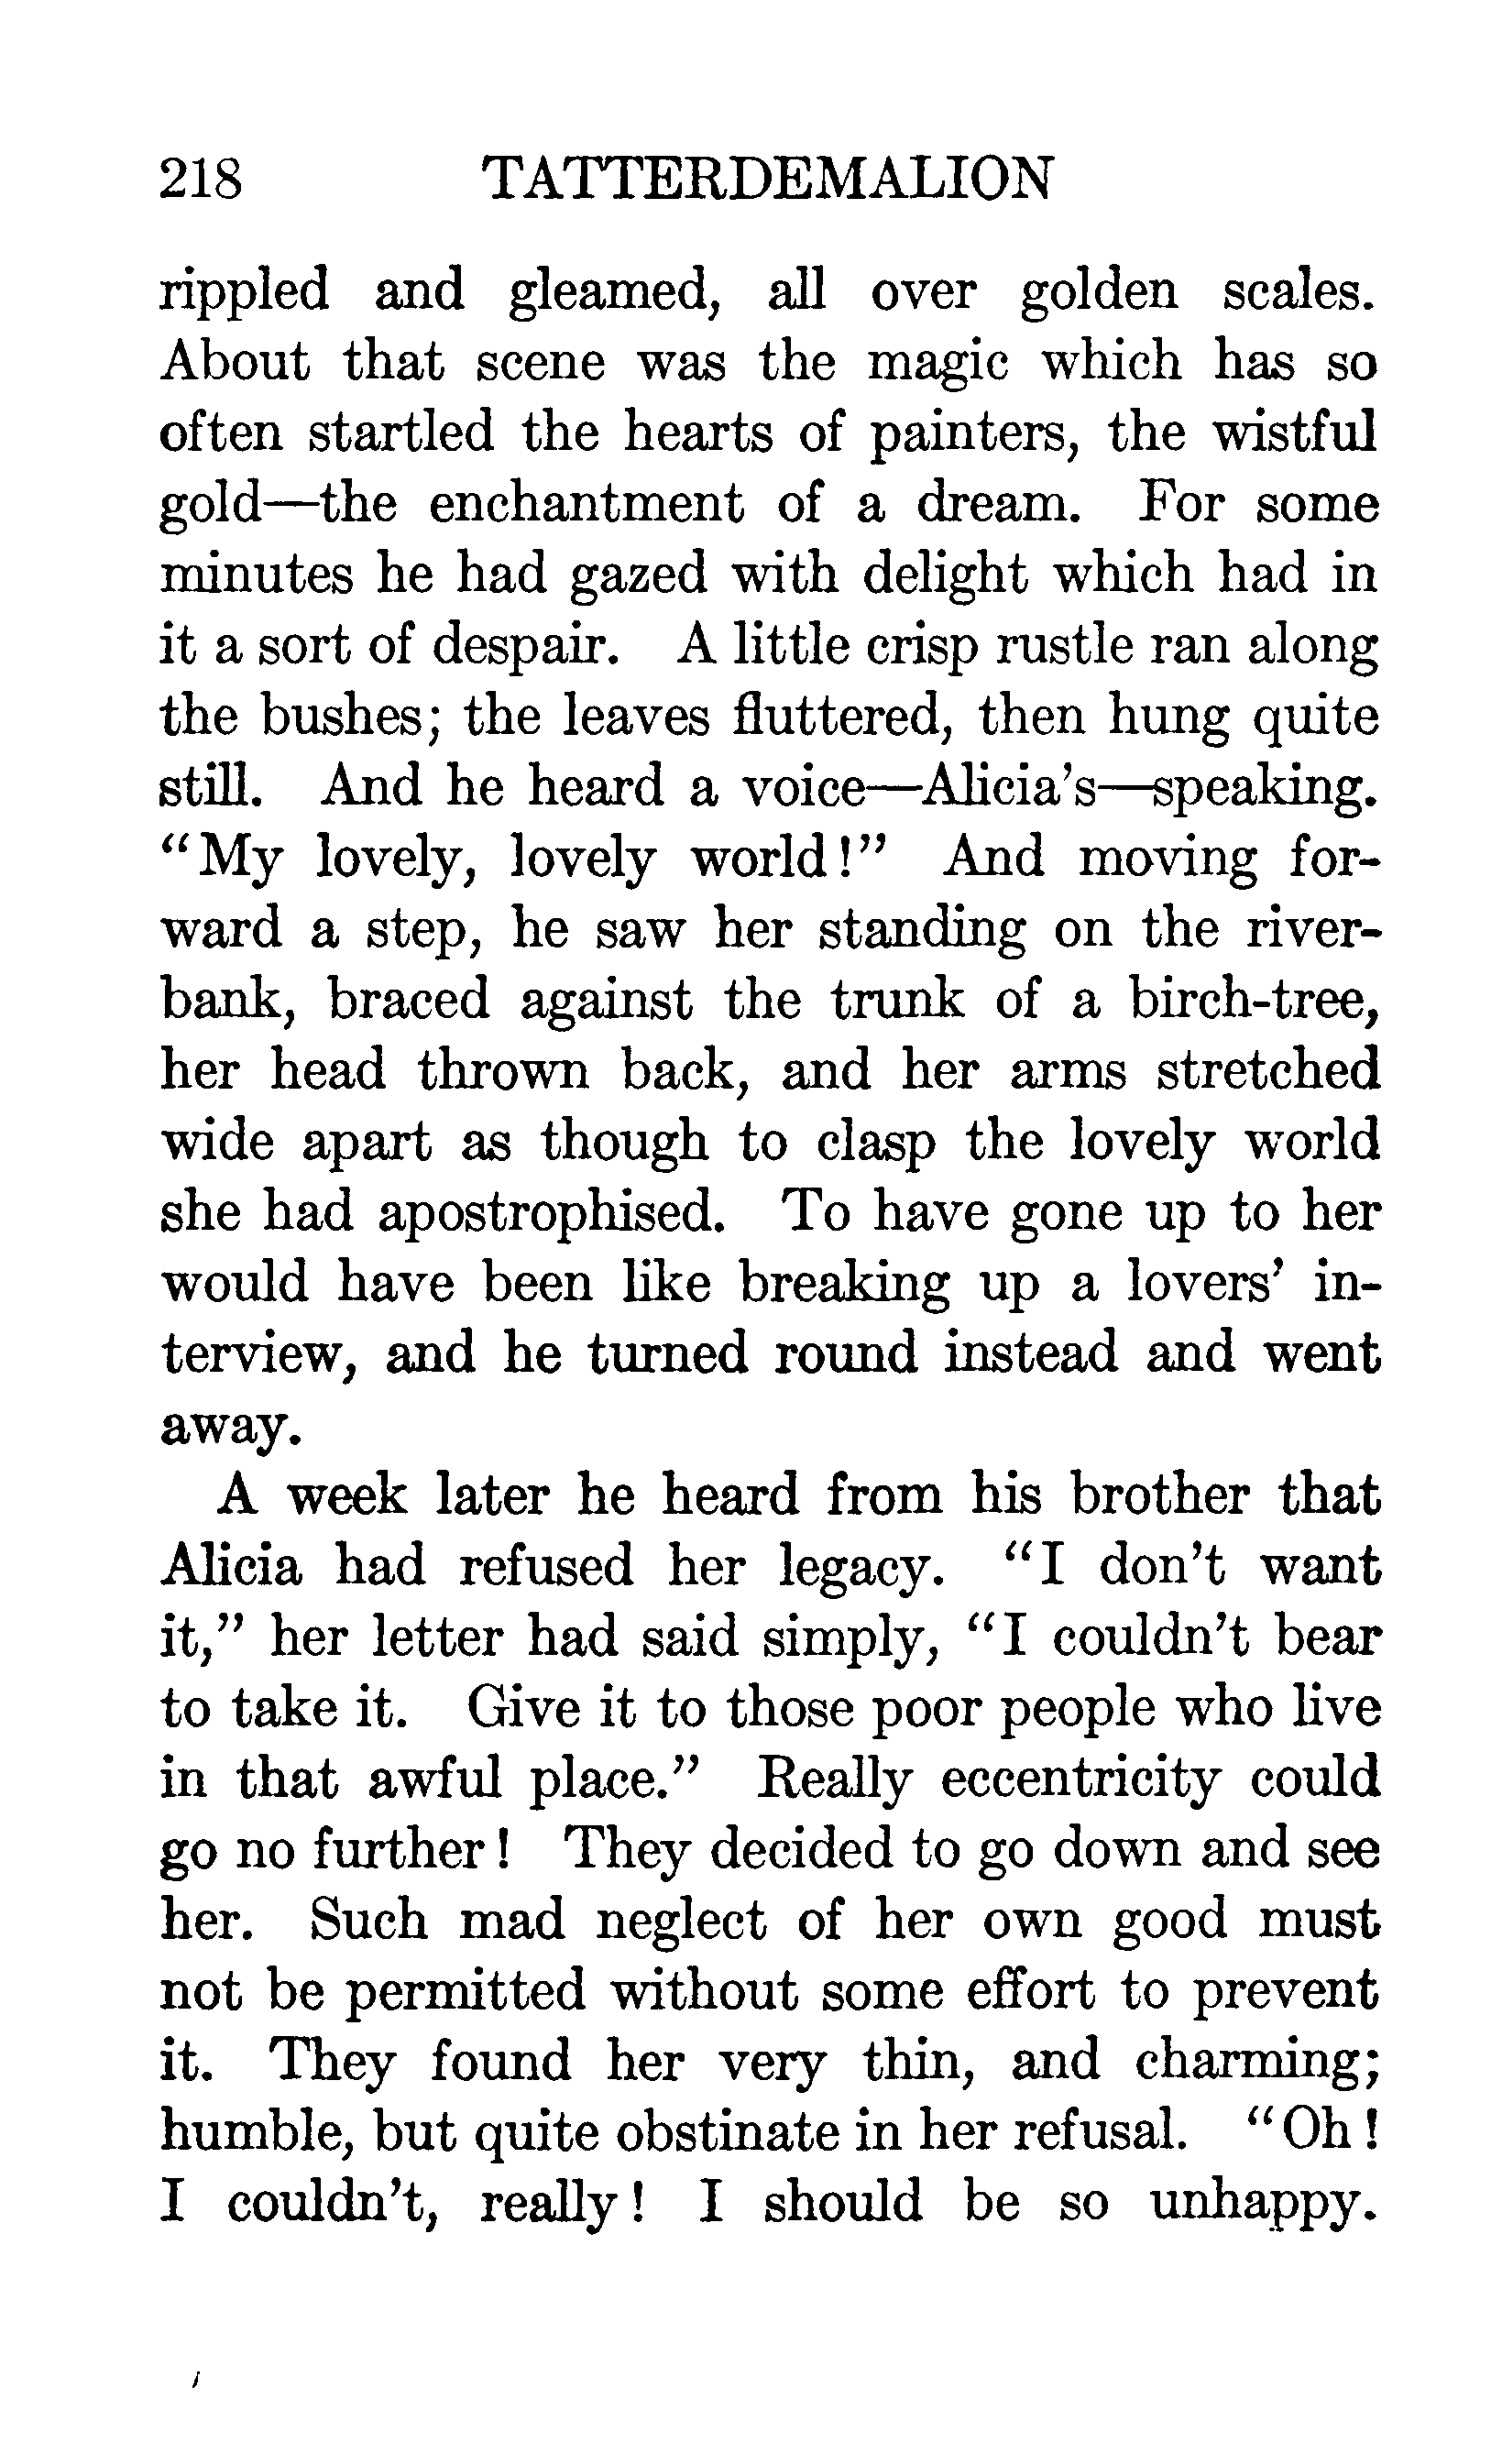 218 TATTERDEMALION
rippled and gleamed, all over golden scales.
About that scene was the magic which has so
often startled the hearts of painters, the wistful
gold—the enchantment of a dream. For some
minutes he had gazed with delight which had in
it a sort of despair. A little crisp rustle ran along
the bushes; the leaves fluttered, then hung quite
still. And he heard a voice—Alicia's—speaking.
"My lovely, lovely world!" And moving for-
ward a step, he saw her standing on the river-
bank, braced against the trunk of a birch-tree,
her head thrown back, and her arms stretched
wide apart as though to clasp the lovely world
she had apostrophised. To have gone up to her
would have been like breaking up a lovers' in-
terview, and he turned round instead and went
away.
A week later he heard from his brother that
Alicia had refused her legacy. "I don't want
it," her letter had said simply, "I couldn't bear
to take it. Give it to those poor people who live
in that awful place." Really eccentricity could
go no further! They decided to go down and see
her. Such mad neglect of her own good must
not be permitted without some effort to prevent
it. They found her very thin, and charming;
humble, but quite obstinate in her refusal. "Oh!
I couldn't, really! I should be so unhappy.